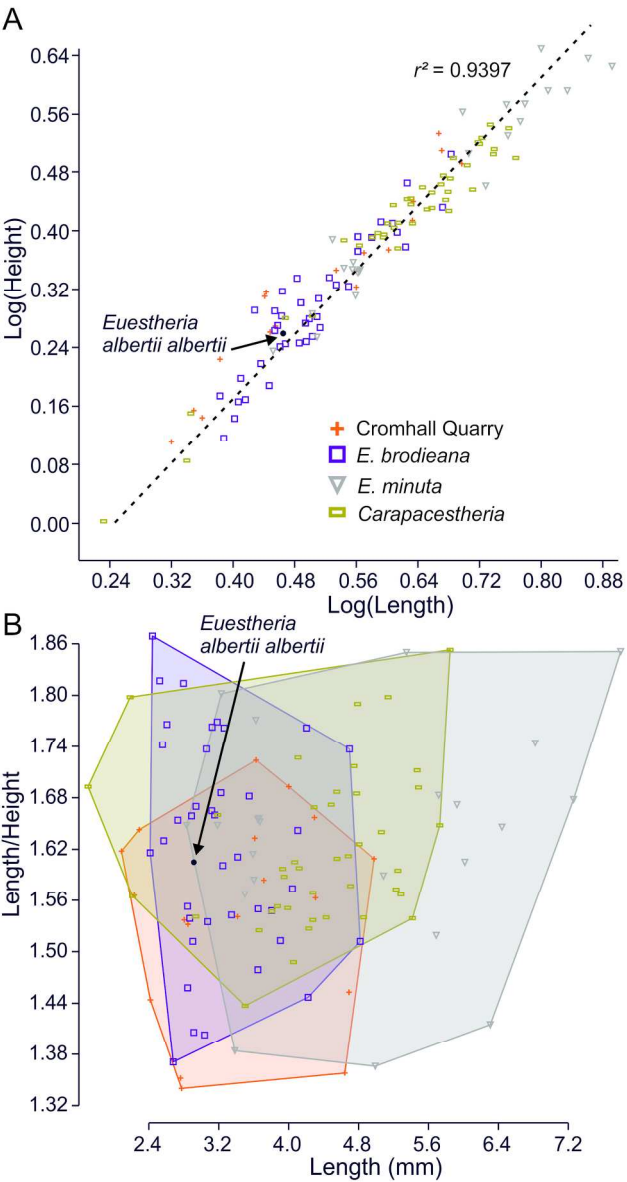 A
0.64
r² = 0.9397
0.56
0.48
0.40
Log(Height)
0.32
Euestheria
albertii albertii
0.24
0.16
Cromhall Quarry
E. brodieana
0.08
E. minuta
Carapacestheria
0.00
0.24 0.32 0.40 0.48 0.56 0.64 0.72 0.80 0.88
Log(Length)
B
Euestheria
albertii albertii
1.86
1.80
1.74
1.68
Length/Height
1.62
1.56
1.50
1.44
1.38
1.32
2.4 3.2 4.0 4.8 5.6 6.4 7.2
Length (mm)